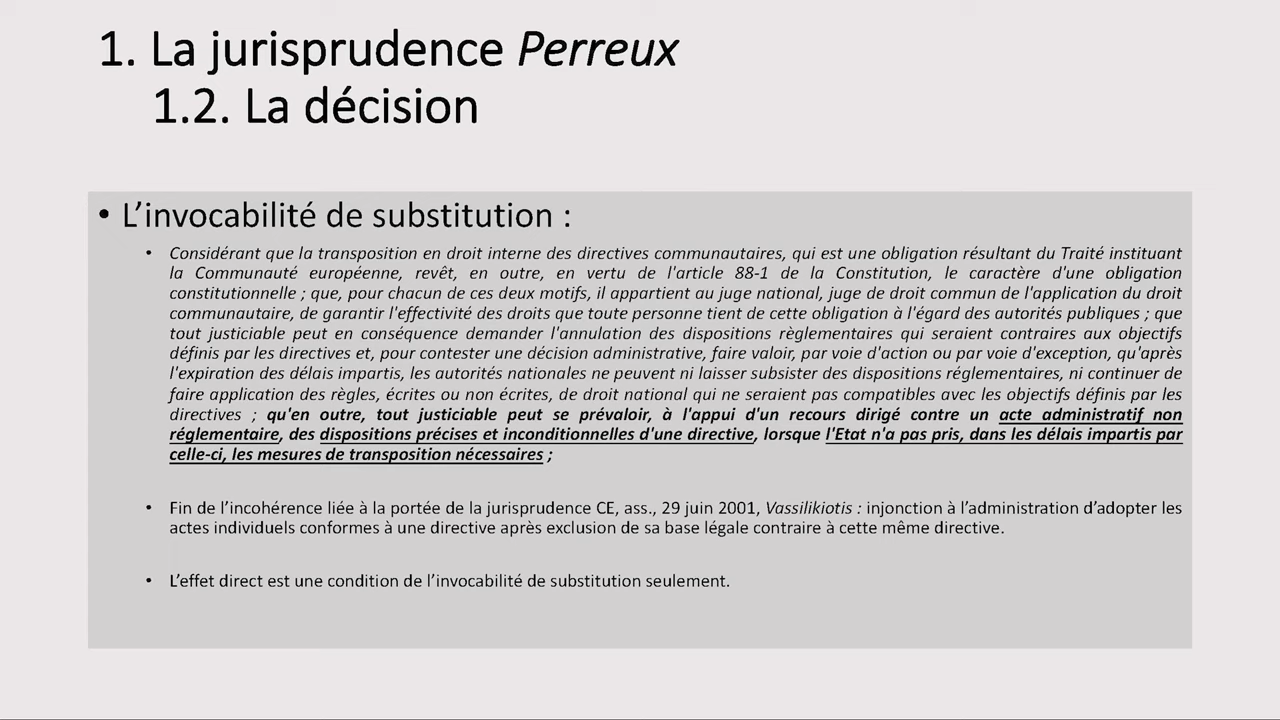 1. La jurisprudence Perreux
1.2. La décision
• L’invocabilité de substitution :
• Considérant que la transposition en droit interne des directives communautaires, qui est une obligation résultant du Traité instituant
la Communauté européenne, revêt, en outre, en vertu de l'article 88-1 de la Constitution, le caractère d'une obligation
constitutionnelle ; que, pour chacun de ces deux motifs, il appartient au juge national, juge de droit commun de l'application du droit
communautaire, de garantir l'effectivité des droits que toute personne tient de cette obligation à l'égard des autorités publiques ; que
tout justiciable peut en conséquence demander l'annulation des dispositions règlementaires qui seraient contraires aux objectifs
définis par les directives et, pour contester une décision administrative, faire valoir, par voie d'action ou par voie d'exception, qu'après
l'expiration des délais impartis, les autorités nationales ne peuvent ni laisser subsister des dispositions réglementaires, ni continuer de
faire application des règles, écrites ou non écrites, de droit national qui ne seraient pas compatibles avec les objectifs définis par les
directives ; qu'en outre, tout justiciable peut se prévaloir, à l'appui d'un recours dirigé contre un acte administratif non
réglementaire, des dispositions précises et inconditionnelles d'une directive, lorsque l'Etat n'a pas pris, dans les délais impartis par
celle-ci, les mesures de transposition nécessaires ;
• Fin de l’incohérence liée à la portée de la jurisprudence CE, ass., 29 juin 2001, Vassilikiotis : injonction à l’administration d’adopter les
actes individuels conformes à une directive après exclusion de sa base légale contraire à cette même directive.
• L’effet direct est une condition de l’invocabilité de substitution seulement.